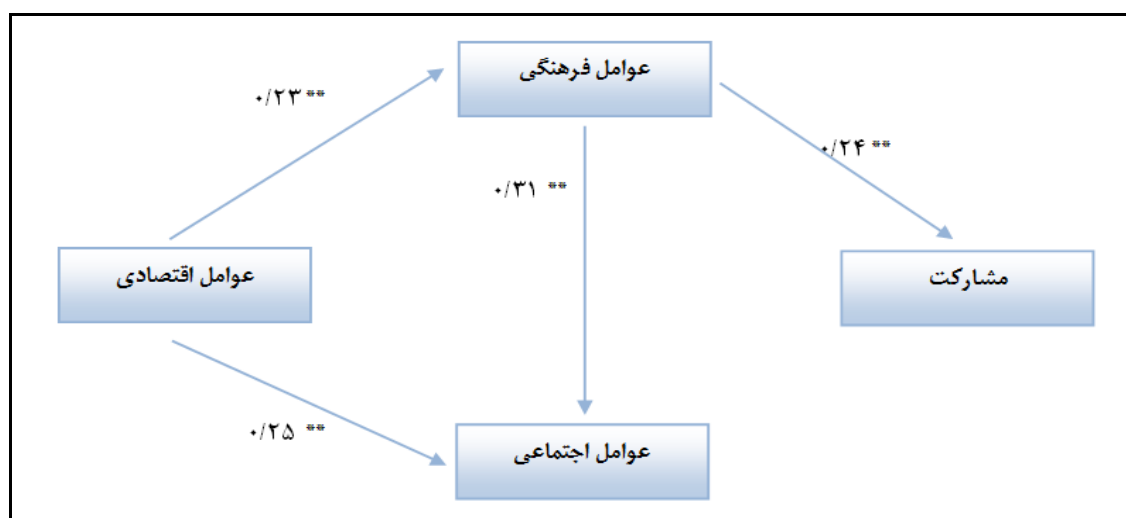 عوامل فرهنگی
۰/۲۳ **
۰/۲۴ **
۰/۳۱ **
عوامل اقتصادی
مشارکت
۰/۲۵ **
عوامل اجتماعی